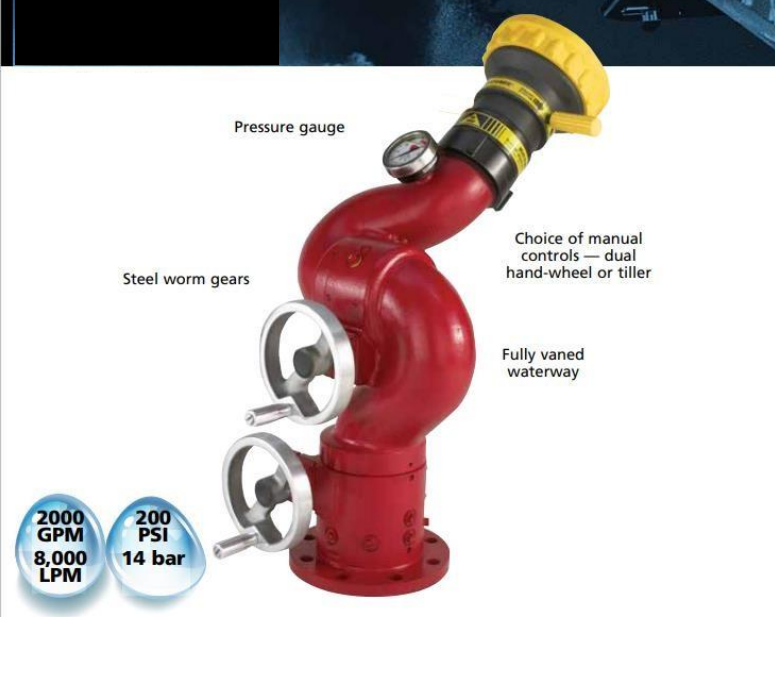 Pressure gauge
Choice of manual
controls — dual
hand-wheel or tiller
Steel worm gears
Fully vaned
waterway
2000
GPM
8,000
LPM
200
PSI
14 bar